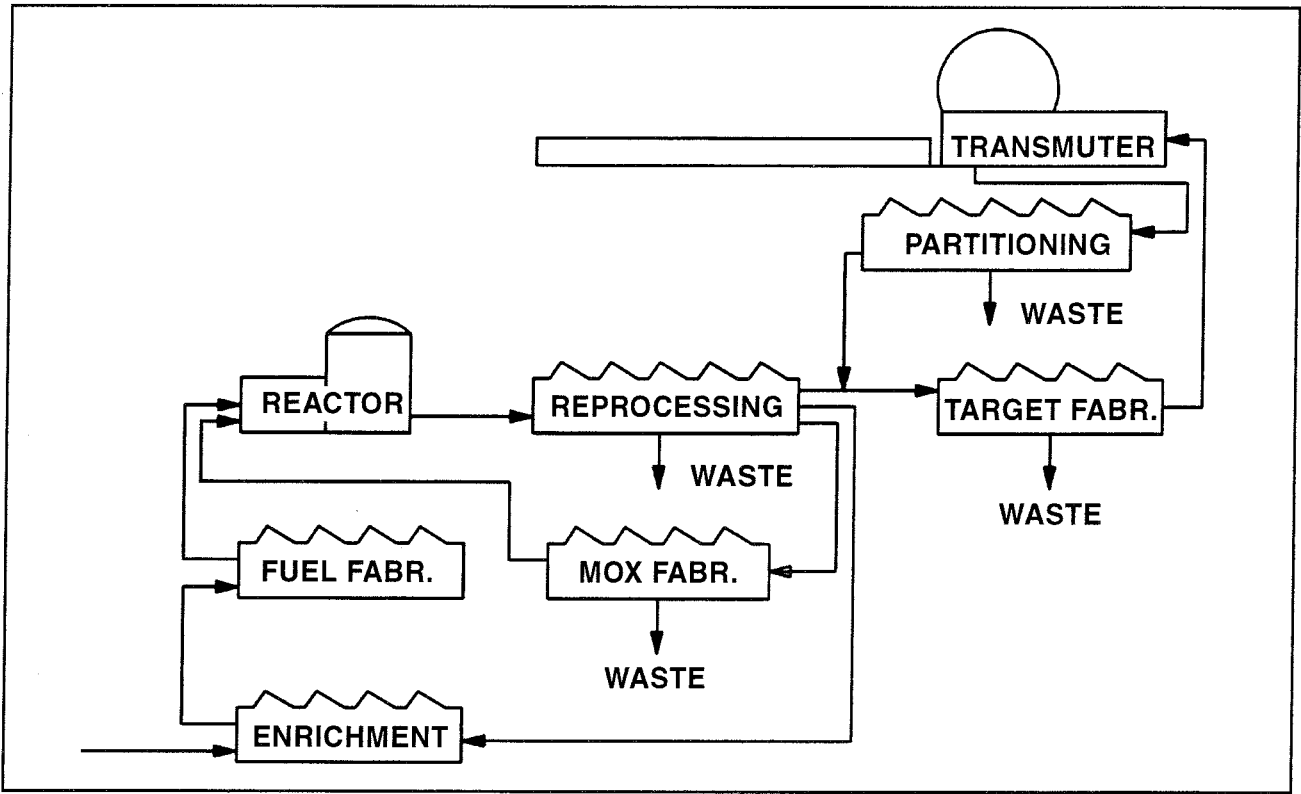 TRANSMUTER
PARTITIONING
WASTE
REACTOR
REPROCESSING
TARGET FABR.
WASTE
WASTE
FUEL FABR.
MOX FABR.
WASTE
ENRICHMENT